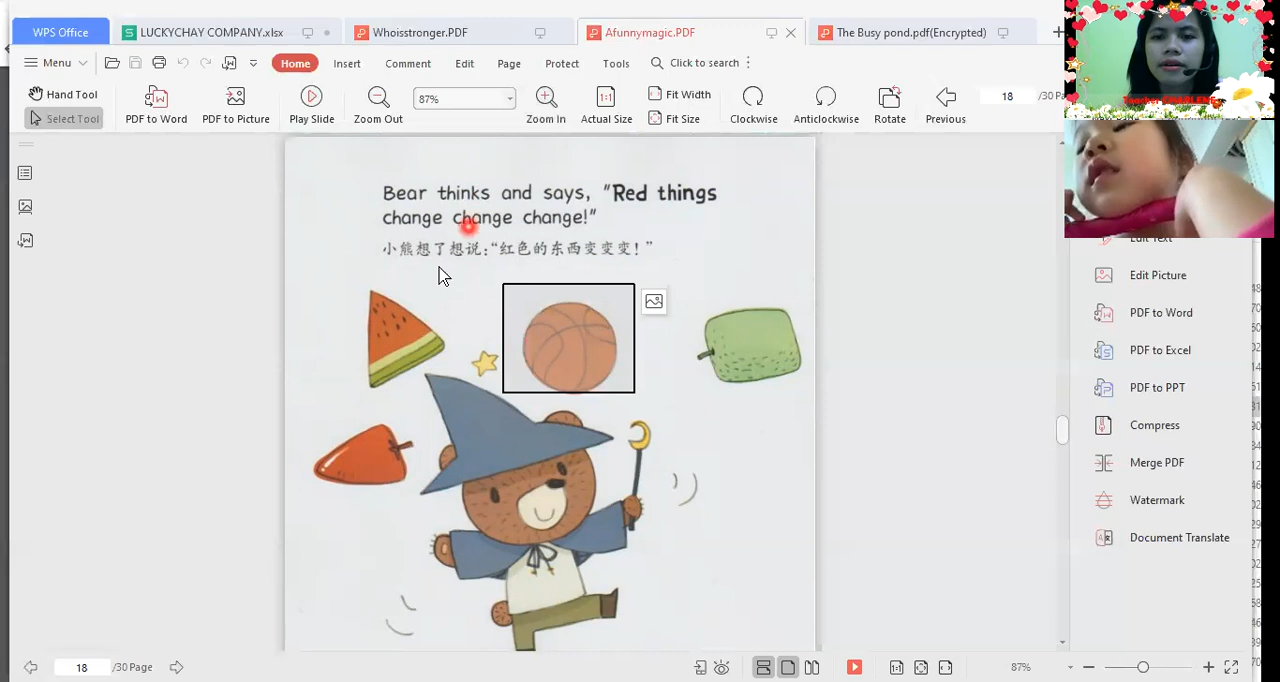 WPS Office
LUCKYCHAY COMPANY.xlsx
Whoisstronger.PDF
Afunnymagic.PDF
The Busy pond.pdf(Encrypted)
Menu
Home
Insert
Comment
Edit
Page
Protect
Tools
Click to search
Hand Tool
Select Tool
PDF to Word
PDF to Picture
Play Slide
Zoom Out
87%
Zoom In
Actual Size
Fit Width
Fit Size
Clockwise
Anticlockwise
Rotate
Previous
18
Bear thinks and says, "Red things
change change change!"
小熊想了想说:“红色的东西变变变!”
Edit Text
Edit Picture
PDF to Word
PDF to Excel
PDF to PPT
Compress
Merge PDF
Watermark
Document Translate
18 /30 Page
87%